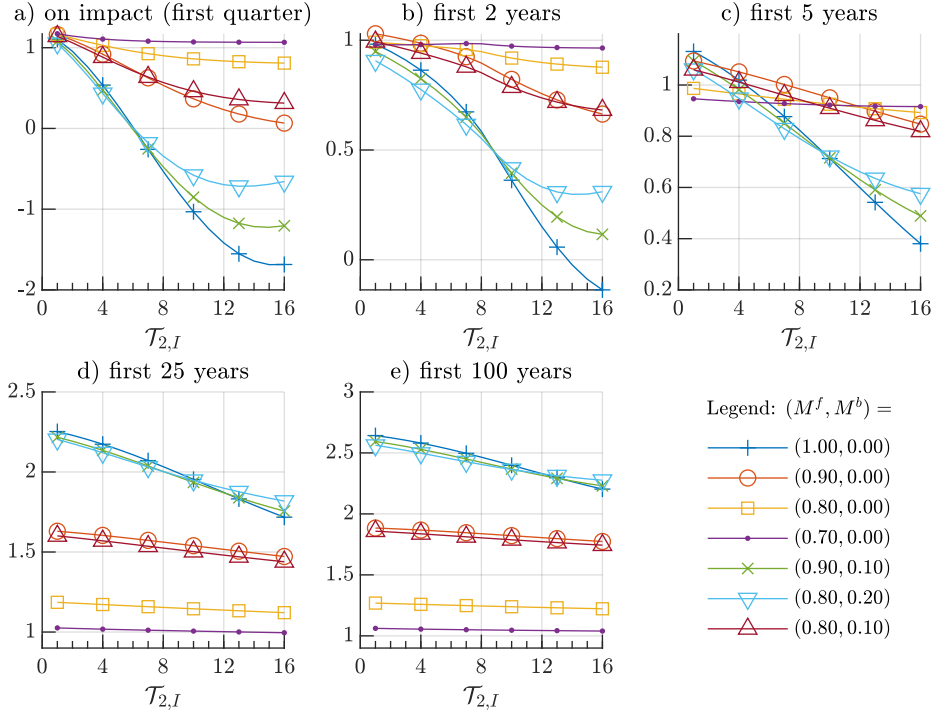 a) on impact (first quarter)
b) first 2 years
c) first 5 years
1
0
-1
-2
0 4 8 12 16
𝒯2,I
1
0.5
0
0 4 8 12 16
𝒯2,I
1
0.8
0.6
0.4
0.2
0 4 8 12 16
𝒯2,I
d) first 25 years
e) first 100 years
2.5
2
1.5
1
0 4 8 12 16
𝒯2,I
3
2.5
2
1.5
1
0 4 8 12 16
𝒯2,I
Legend: (M^f, M^b) =
(1.00, 0.00)
(0.90, 0.00)
(0.80, 0.00)
(0.70, 0.00)
(0.90, 0.10)
(0.80, 0.20)
(0.80, 0.10)